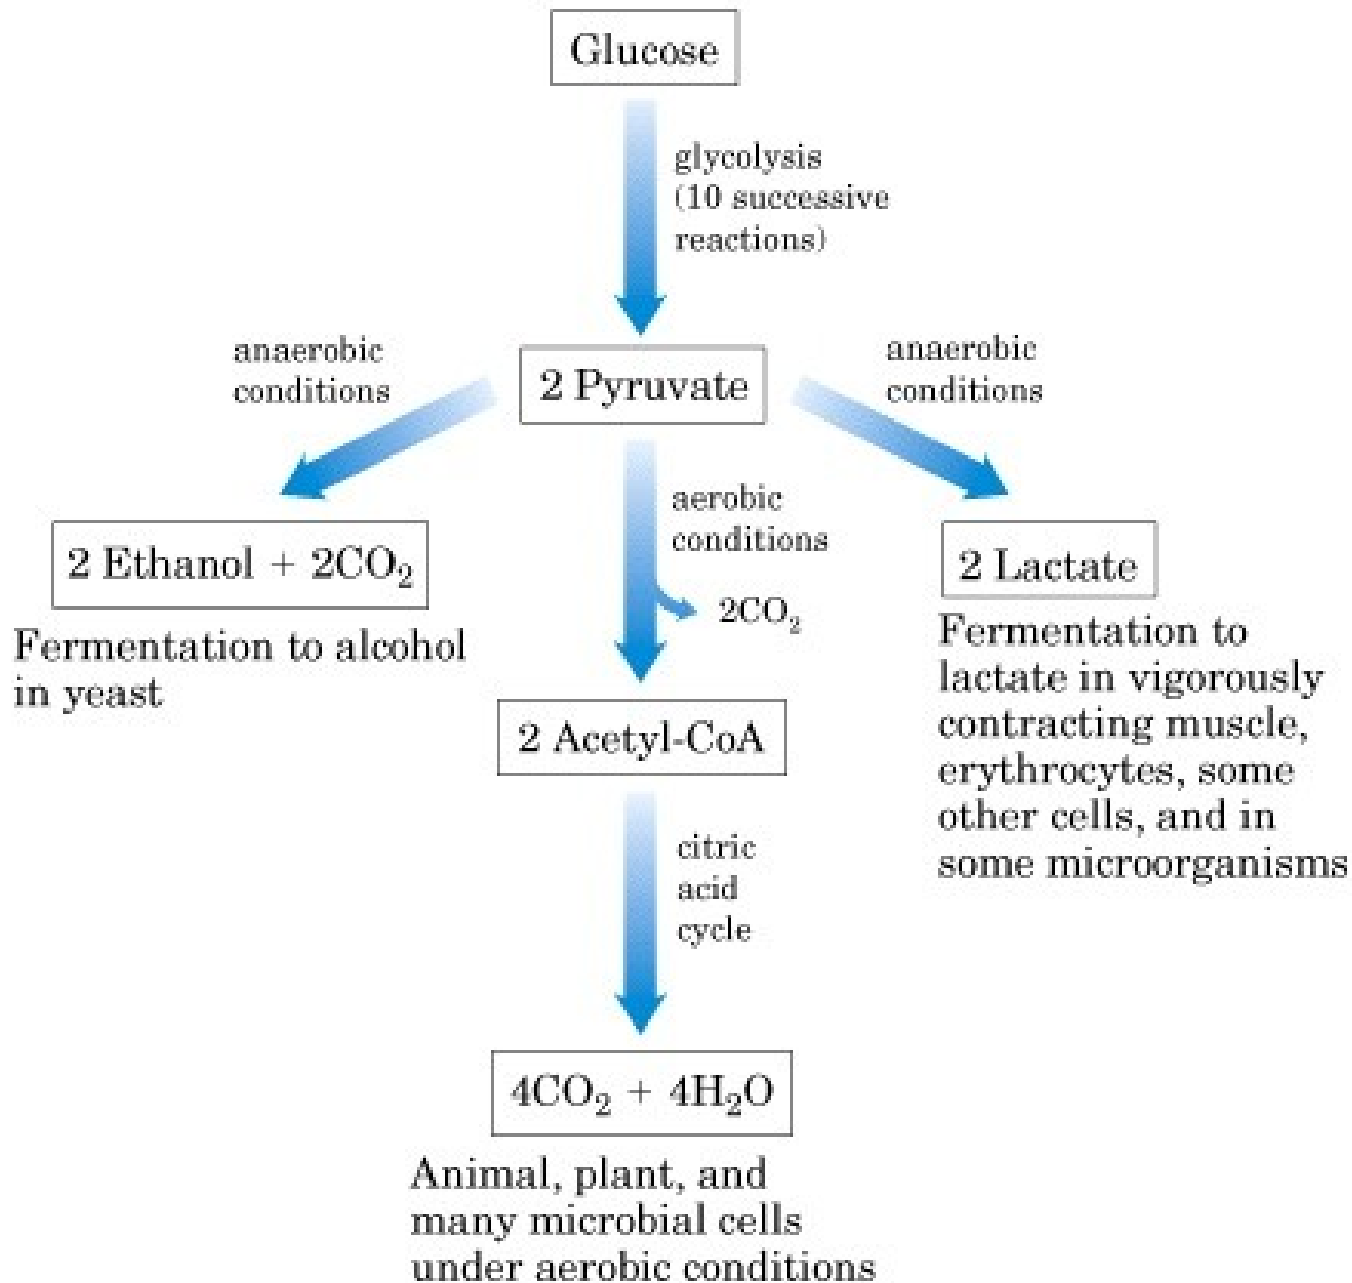 Glucose
glycolysis
(10 successive
reactions)
anaerobic
conditions
2 Pyruvate
anaerobic
conditions
2 Ethanol + 2CO₂
Fermentation to alcohol
in yeast
aerobic
conditions
2CO₂
2 Lactate
Fermentation to
lactate in vigorously
contracting muscle,
erythrocytes, some
other cells, and in
some microorganisms
2 Acetyl-CoA
citric
acid
cycle
4CO₂ + 4H₂O
Animal, plant, and
many microbial cells
under aerobic conditions